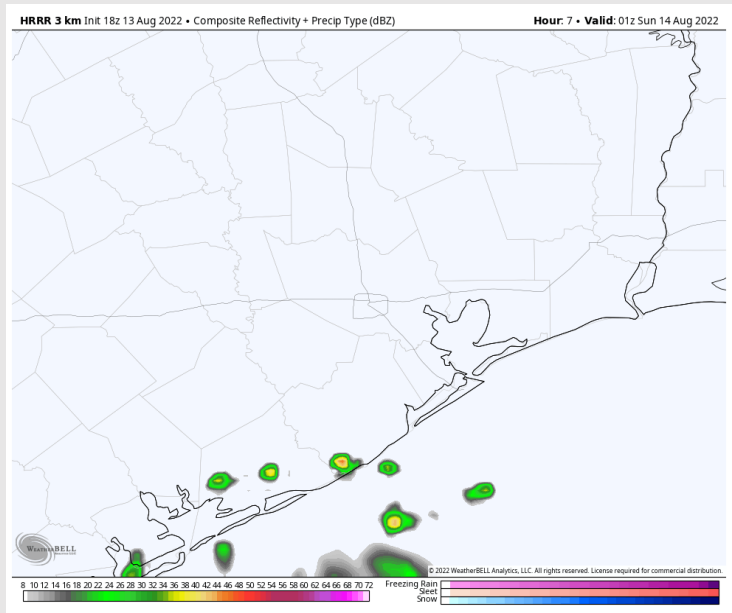 HRRR 3 km Init 18z 13 Aug 2022 • Composite Reflectivity + Precip Type (dBZ)
Hour: 7 • Valid: 01z Sun 14 Aug 2022
WEATHERBELL
© 2022 WeatherBELL Analytics, LLC. All rights reserved. License required for commercial distribution.
8 10 12 14 16 18 20 22 24 26 28 30 32 34 36 38 40 42 44 46 48 50 52 54 56 58 60 62 64 66 68 70 72
Freezing Rain
Sleet
Snow